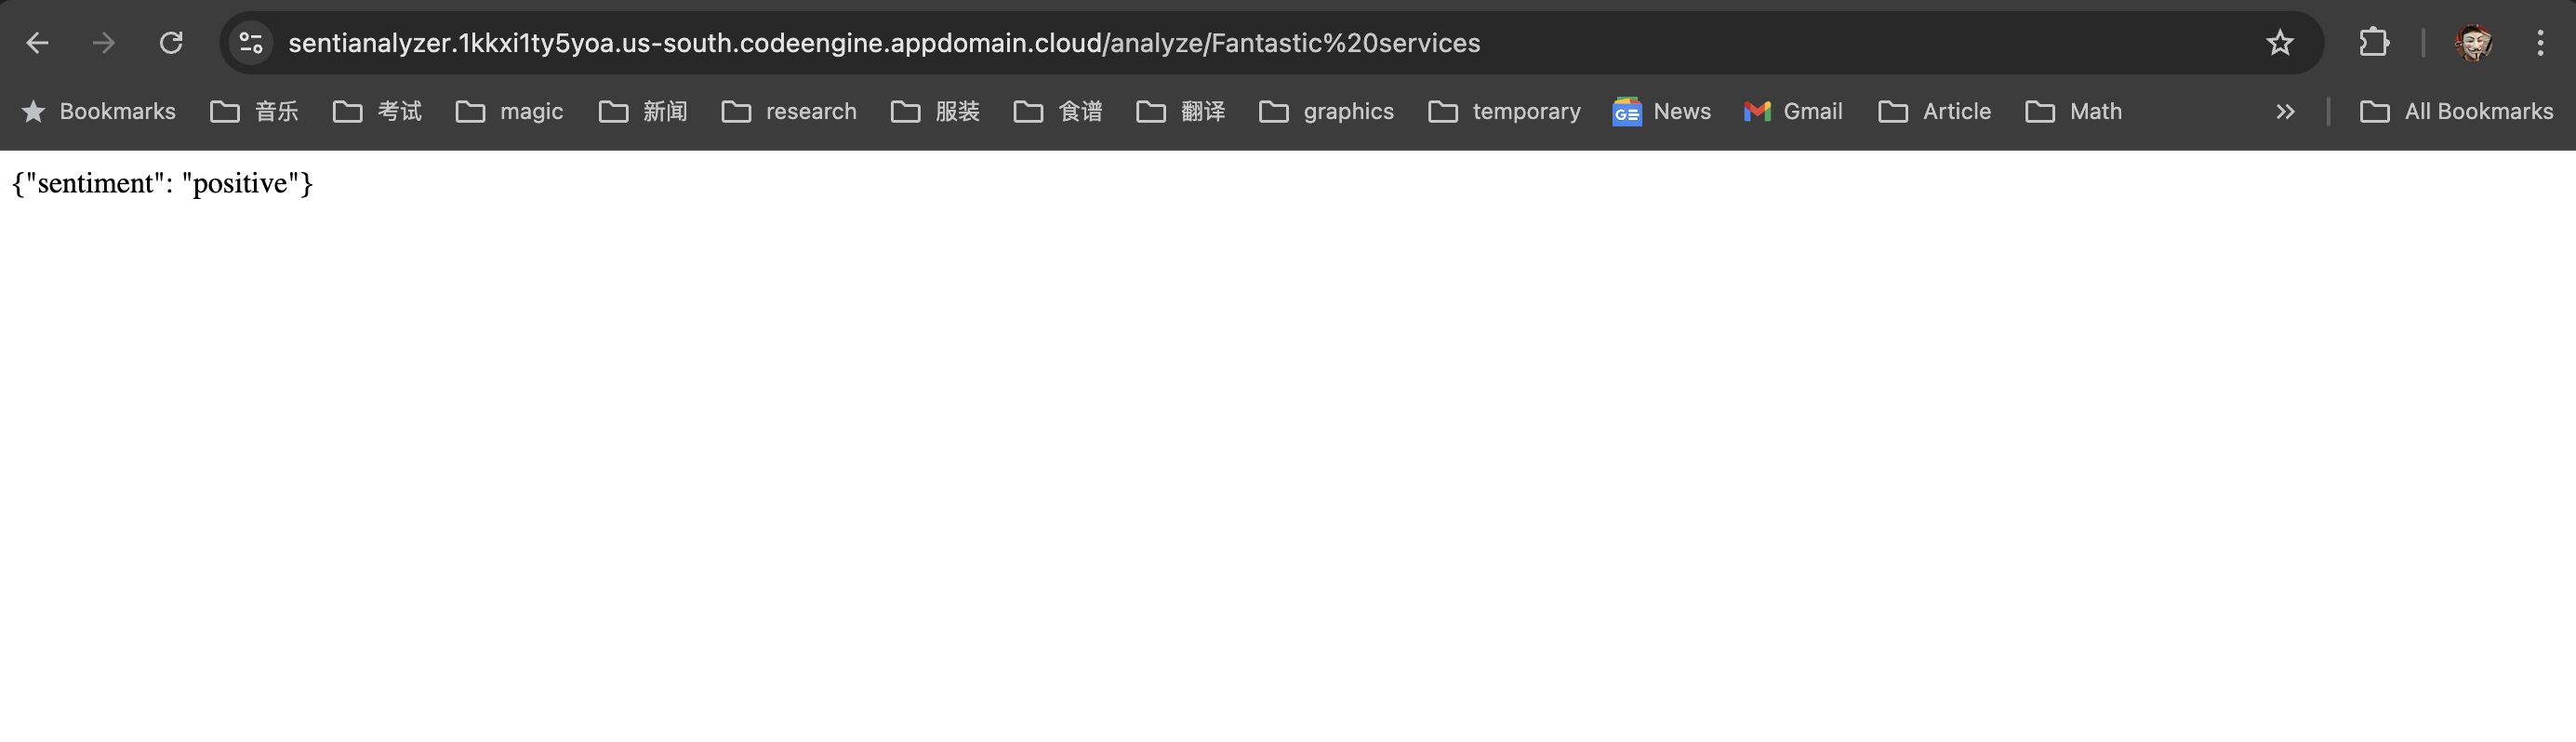 sentianalyzer.1kkxi1ty5yoa.us-south.codeengine.appdomain.cloud/analyze/Fantastic%20services
Bookmarks 音乐 考试 magic 新闻 research 服装 食谱 翻译 graphics temporary News Gmail Article Math All Bookmarks
{"sentiment": "positive"}